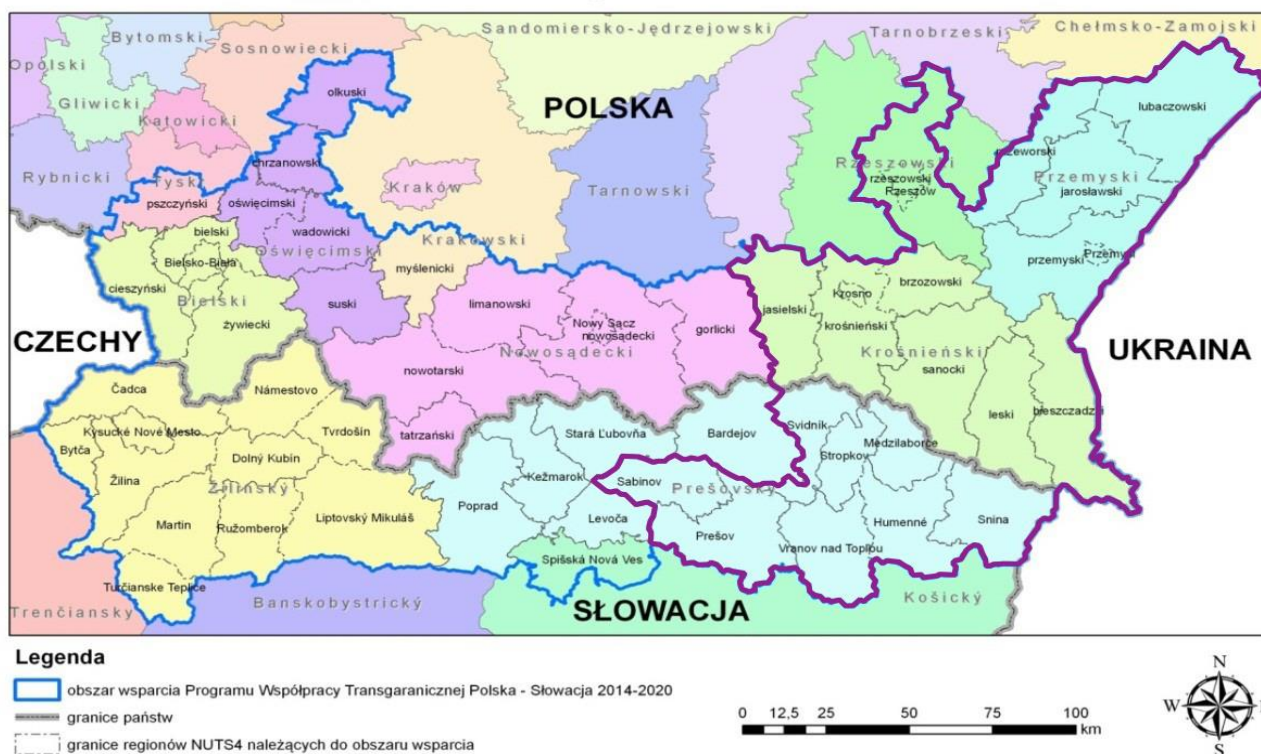 Chełmsko-Zamojski
Sandomiersko-Jędrzejowski
Tarnobrzeski
Bytomski
Sosnowiecki
Opolski
olkuski
POLSKA
lubaczowski
Gliwicki
Katowicki
Rzeszowski
Przemyski
chrzanowski
rzeszowski
Rzeszów
Rybnicki
Kraków
Tarnowski
jarosławski
pszczyński
oświęcimski
bielski
wadowicki
Krakowski
Oświęcimski
myślenicki
przemyski
Bielsko-Biała
brzozowski
cieszyński
Bielski
suski
limanowski
jasielski
Krosno
żywiecki
Nowy Sącz
nowosądecki
gorlicki
krośnieński
CZECHY
Nowosądecki
Krośnieński
UKRAINA
nowotarski
sanocki
Čadca
Námestovo
leski
bieszczadzki
Kysucké Nové Mesto
Tvrdošín
tatrzański
Stará Ľubovňa
Bardejov
Svidník
Medzilaborce
Bytča
Dolný Kubín
Stropkov
Žilina
Žilinský
Kežmarok
Sabinov
Prešovský
Poprad
Martin
Ružomberok
Liptovský Mikuláš
Levoča
Prešov
Humenné
Snina
Vranov nad Topľou
Spišská Nová Ves
Turčianske Teplice
Trenčiansky
Banskobystrický
SŁOWACJA
Košický
Legenda
obszar wsparcia Programu Współpracy Transgaranicznej Polska - Słowacja 2014-2020
granice państw
granice regionów NUTS4 należących do obszaru wsparcia
0 12,5 25 50 75 100
km
N
W
S